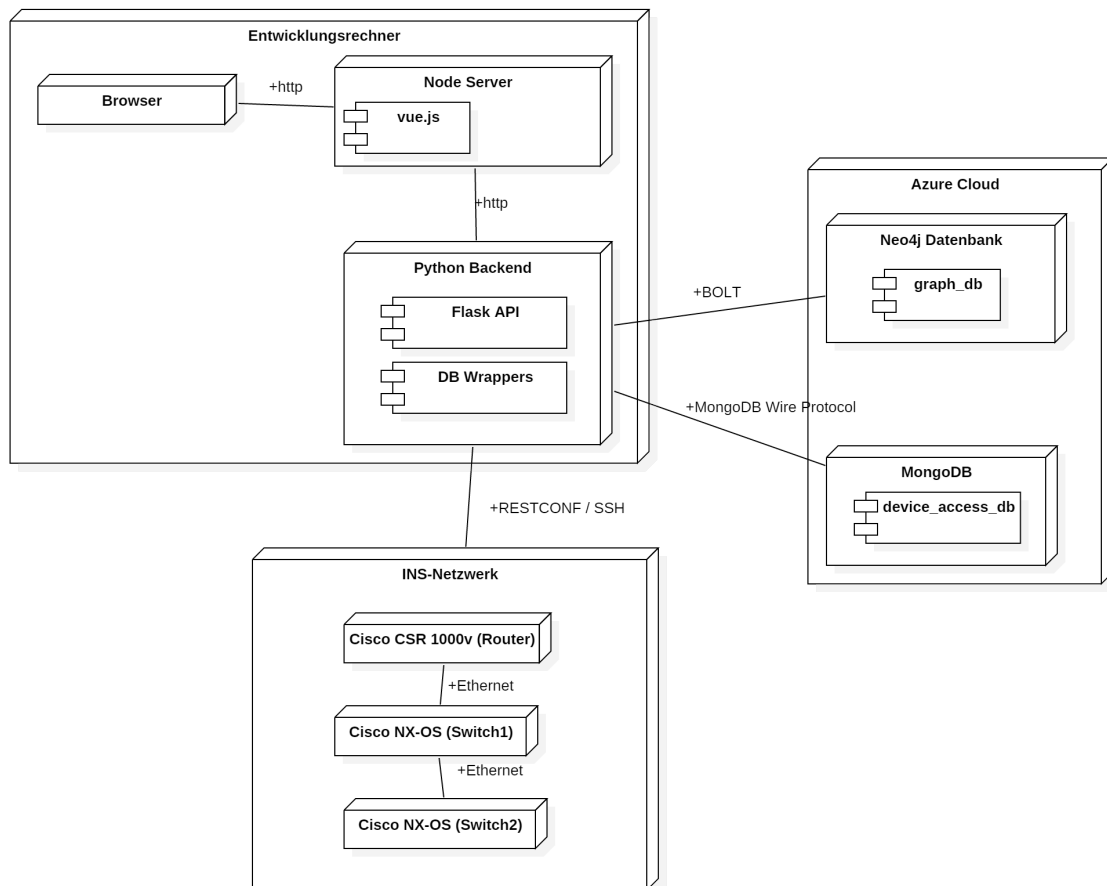 Entwicklungsrechner
Browser
+http
Node Server
vue.js
+http
Python Backend
Flask API
DB Wrappers
+BOLT
+MongoDB Wire Protocol
Azure Cloud
Neo4j Datenbank
graph_db
MongoDB
device_access_db
+RESTCONF / SSH
INS-Netzwerk
Cisco CSR 1000v (Router)
+Ethernet
Cisco NX-OS (Switch1)
+Ethernet
Cisco NX-OS (Switch2)